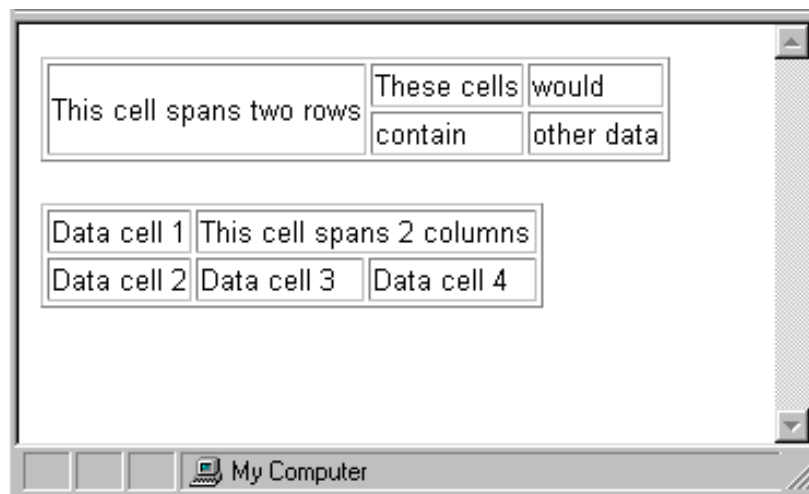 This cell spans two rows These cells would
contain other data
Data cell 1 This cell spans 2 columns
Data cell 2 Data cell 3 Data cell 4
My Computer